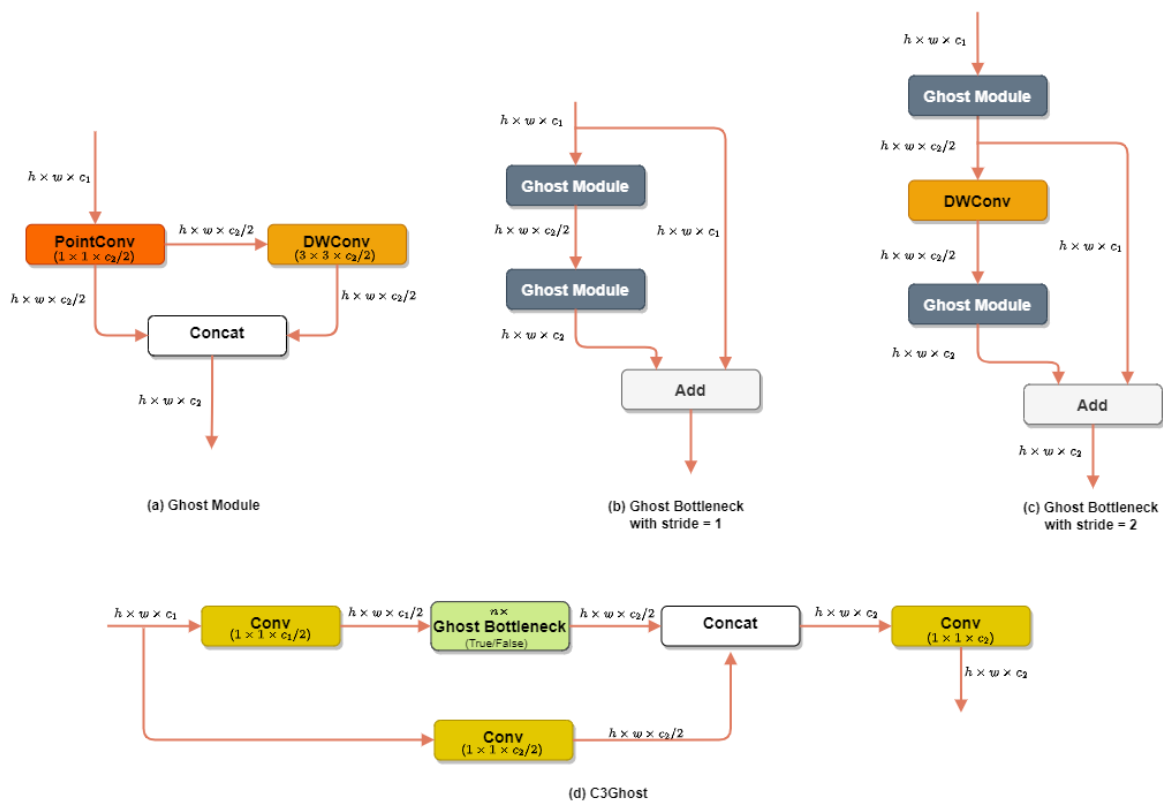 h × w × c₁
PointConv
(1 × 1 × c₂/2)
h × w × c₂/2
DWConv
(3 × 3 × c₂/2)
h × w × c₂/2
h × w × c₂/2
Concat
h × w × c₂
(a) Ghost Module
h × w × c₁
Ghost Module
h × w × c₂/2
h × w × c₁
Ghost Module
h × w × c₂
Add
(b) Ghost Bottleneck
with stride = 1
h × w × c₁
Ghost Module
h × w × c₂/2
DWConv
h × w × c₂/2
h × w × c₁
Ghost Module
h × w × c₂
Add
h × w × c₂
(c) Ghost Bottleneck
with stride = 2
h × w × c₁
Conv
(1 × 1 × c₁/2)
h × w × c₁/2
n×
Ghost Bottleneck
(True/False)
h × w × c₂/2
Concat
h × w × c₂
Conv
(1 × 1 × c₂)
h × w × c₂
Conv
(1 × 1 × c₂/2)
h × w × c₂/2
(d) C3Ghost